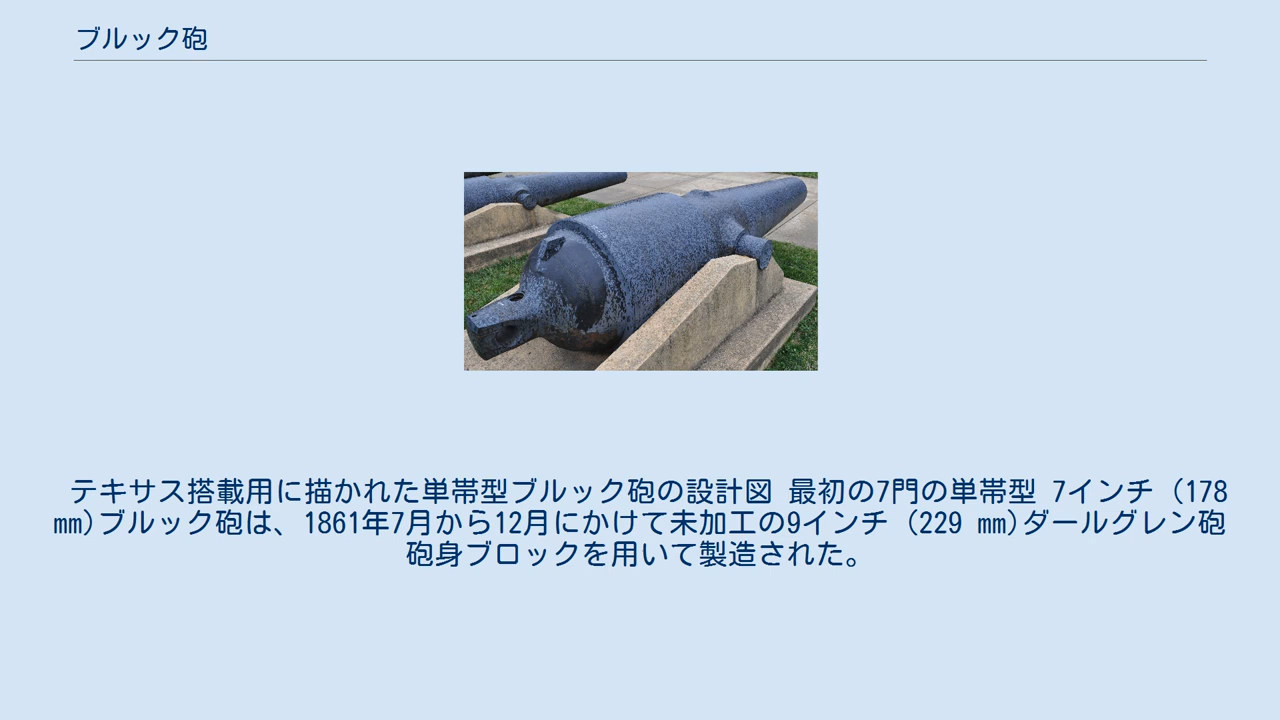 ブルック砲
テキサス搭載用に描かれた単帯型ブルック砲の設計図 最初の7門の単帯型 7インチ (178
mm)ブルック砲は、1861年7月から12月にかけて未加工の9インチ (229 mm)ダールグレン砲
砲身ブロックを用いて製造された。